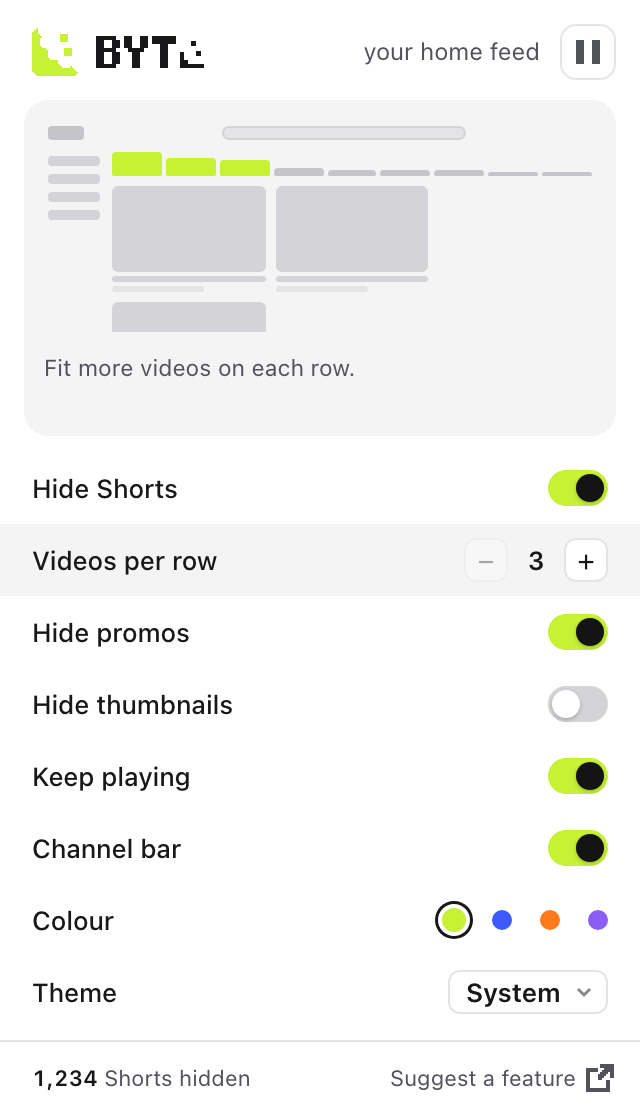 BYTE
your home feed
Fit more videos on each row.
Hide Shorts
Videos per row
− 3 +
Hide promos
Hide thumbnails
Keep playing
Channel bar
Colour
Theme
System
1,234 Shorts hidden
Suggest a feature